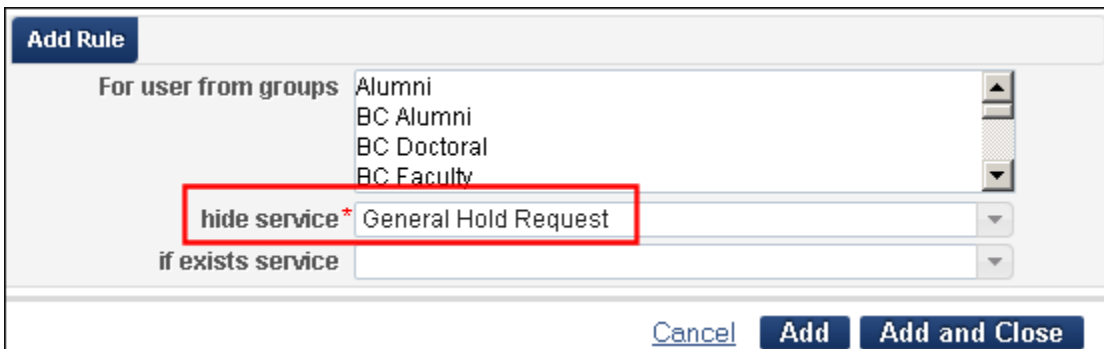 Add Rule
For user from groups Alumni
BC Alumni
BC Doctoral
BC Faculty
hide service* General Hold Request
if exists service
Cancel Add Add and Close